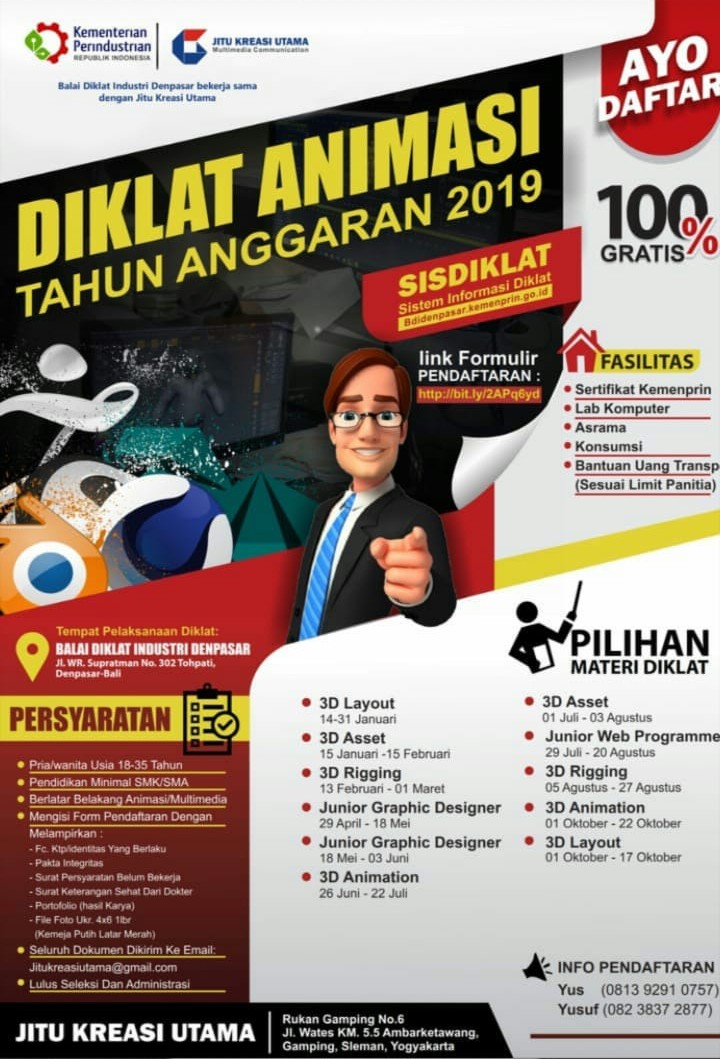 Kementerian
Perindustrian
REPUBLIK INDONESIA
JITU KREASI UTAMA
Multimedia Communication
Balai Diklat Industri Denpasar bekerja sama
dengan Jitu Kreasi Utama
AYO
DAFTAR
DIKLAT ANIMASI
TAHUN ANGGARAN 2019
100%
GRATIS
SISDIKLAT
Sistem Informasi Diklat
Bdidenpasar.kemenprin.go.id
link Formulir
PENDAFTARAN :
http://bit.ly/2APq6yd
FASILITAS
Sertifikat Kemenprin
Lab Komputer
Asrama
Konsumsi
Bantuan Uang Transp
(Sesuai Limit Panitia)
Tempat Pelaksanaan Diklat:
BALAI DIKLAT INDUSTRI DENPASAR
Jl. WR. Supratman No. 302 Tohpati,
Denpasar-Bali
PERSYARATAN
Pria/wanita Usia 18-35 Tahun
Pendidikan Minimal SMK/SMA
Berlatar Belakang Animasi/Multimedia
Mengisi Form Pendaftaran Dengan
Melampirkan :
- Fc. Ktp/identitas Yang Berlaku
- Pakta Integritas
- Surat Persyaratan Belum Bekerja
- Surat Keterangan Sehat Dari Dokter
- Portofolio (hasil Karya)
- File Foto Ukr. 4x6 1lbr
(Kemeja Putih Latar Merah)
Seluruh Dokumen Dikirim Ke Email:
Jitukreasiutama@gmail.com
Lulus Seleksi Dan Administrasi
PILIHAN
MATERI DIKLAT
3D Layout
14-31 Januari
3D Asset
15 Januari -15 Februari
3D Rigging
13 Februari - 01 Maret
Junior Graphic Designer
29 April - 18 Mei
Junior Graphic Designer
18 Mei - 03 Juni
3D Animation
26 Juni - 22 Juli
3D Asset
01 Juli - 03 Agustus
Junior Web Programme
29 Juli - 20 Agustus
3D Rigging
05 Agustus - 27 Agustus
3D Animation
01 Oktober - 22 Oktober
3D Layout
01 Oktober - 17 Oktober
INFO PENDAFTARAN
Yus (0813 9291 0757)
Yusuf (082 3837 2877)
JITU KREASI UTAMA
Rukan Gamping No.6
Jl. Wates KM. 5.5 Ambarketawang,
Gamping, Sleman, Yogyakarta